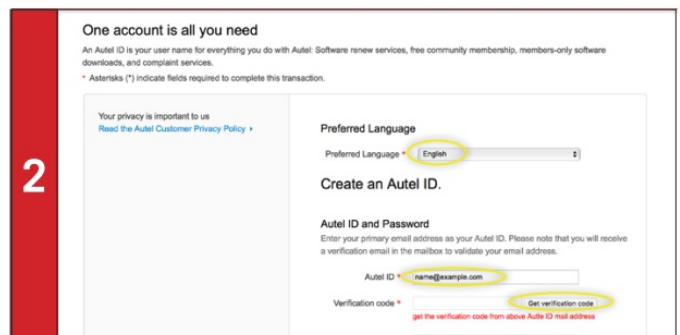 2
One account is all you need
An Autel ID is your user name for everything you do with Autel: Software renew services, free community membership, members-only software
downloads, and complaint services.
* Asterisks (*) indicate fields required to complete this transaction.
Your privacy is important to us
Read the Autel Customer Privacy Policy ›
Preferred Language
Preferred Language * English
Create an Autel ID.
Autel ID and Password
Enter your primary email address as your Autel ID. Please note that you will receive
a verification email in the mailbox to validate your email address.
Autel ID * name@example.com
Verification code * Get verification code
get the verification code from above Autle ID mail address